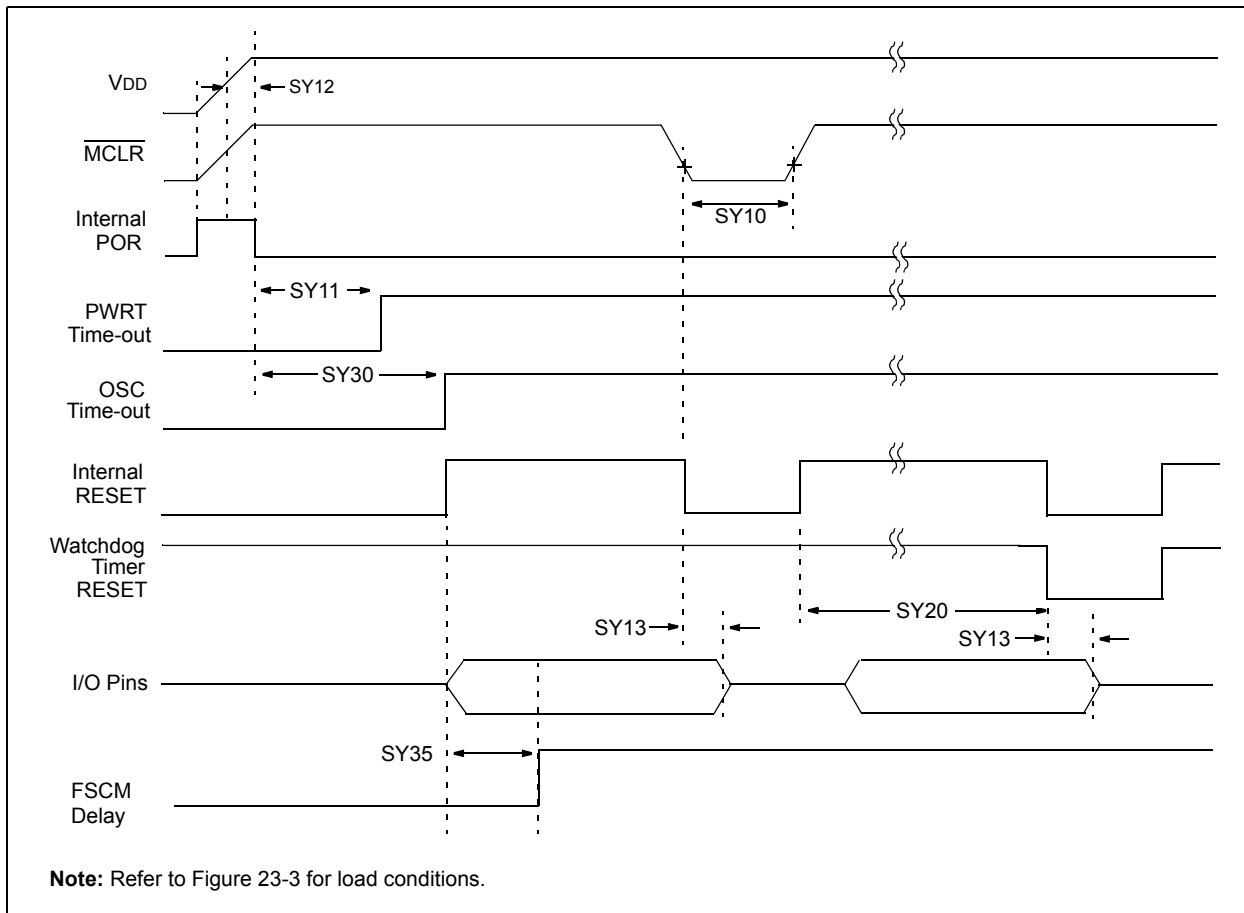 VDD
SY12
MCLR
SY10
Internal
POR
SY11
PWRT
Time-out
SY30
OSC
Time-out
Internal
RESET
Watchdog
Timer
RESET
SY20
SY13
SY13
I/O Pins
SY35
FSCM
Delay
Note: Refer to Figure 23-3 for load conditions.